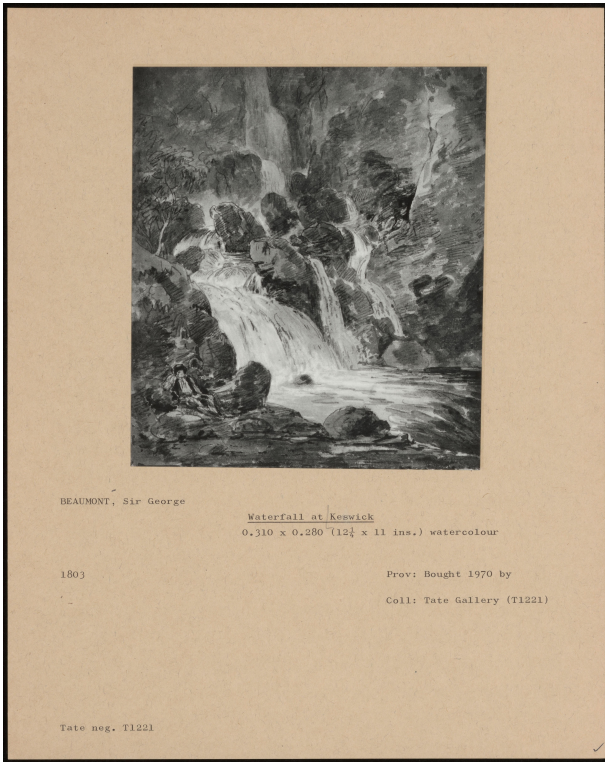 BEAUMONT, Sir George
Waterfall at Keswick
0.310 x 0.280 (12¼ x 11 ins.) watercolour
1803
Prov: Bought 1970 by
Coll: Tate Gallery (T1221)
Tate neg. T1221